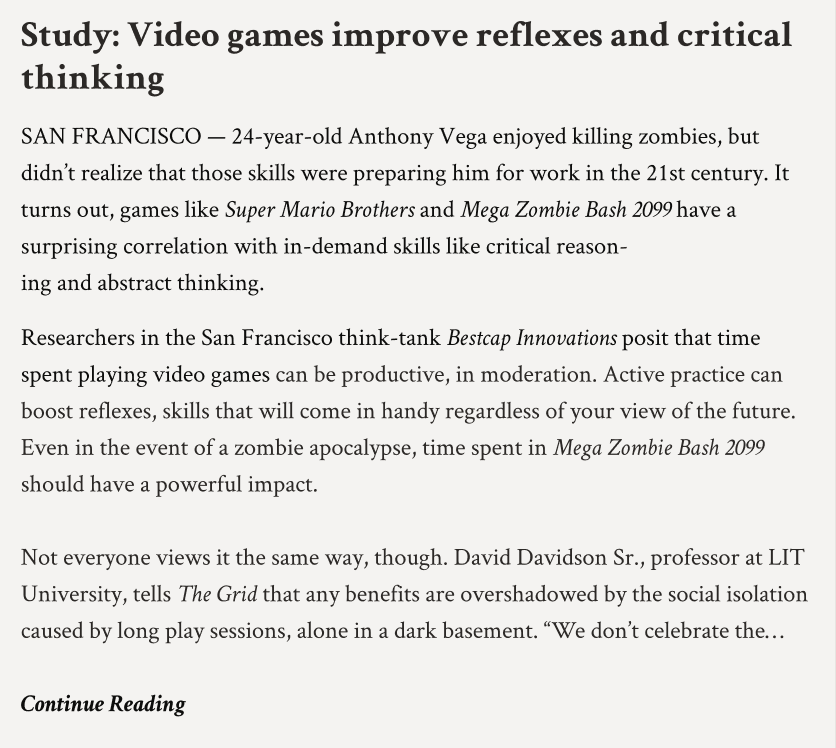 Study: Video games improve reflexes and critical
thinking
SAN FRANCISCO — 24-year-old Anthony Vega enjoyed killing zombies, but
didn’t realize that those skills were preparing him for work in the 21st century. It
turns out, games like Super Mario Brothers and Mega Zombie Bash 2099 have a
surprising correlation with in-demand skills like critical reason-
ing and abstract thinking.
Researchers in the San Francisco think-tank Bestcap Innovations posit that time
spent playing video games can be productive, in moderation. Active practice can
boost reflexes, skills that will come in handy regardless of your view of the future.
Even in the event of a zombie apocalypse, time spent in Mega Zombie Bash 2099
should have a powerful impact.
Not everyone views it the same way, though. David Davidson Sr., professor at LIT
University, tells The Grid that any benefits are overshadowed by the social isolation
caused by long play sessions, alone in a dark basement. “We don’t celebrate the…
Continue Reading